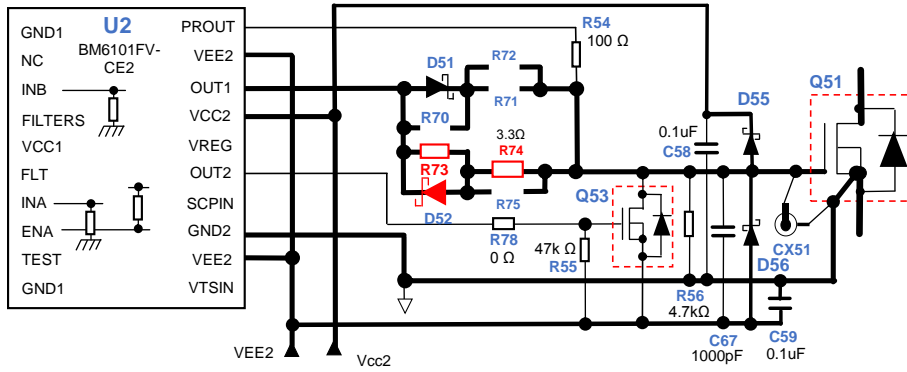 U2
BM6101FV-
CE2
GND1
NC
INB
FILTERS
VCC1
FLT
INA
ENA
TEST
GND1
PROUT
VEE2
OUT1
VCC2
VREG
OUT2
SCPIN
GND2
VEE2
VTSIN
R54
100 Ω
D51
R72
R71
R70
3.3Ω
R74
R73
R75
D52
R78
0 Ω
47k Ω
R55
Q53
0.1uF
C58
D55
Q51
CX51
D56
R56
4.7kΩ
C67
1000pF
C59
0.1uF
VEE2
Vcc2